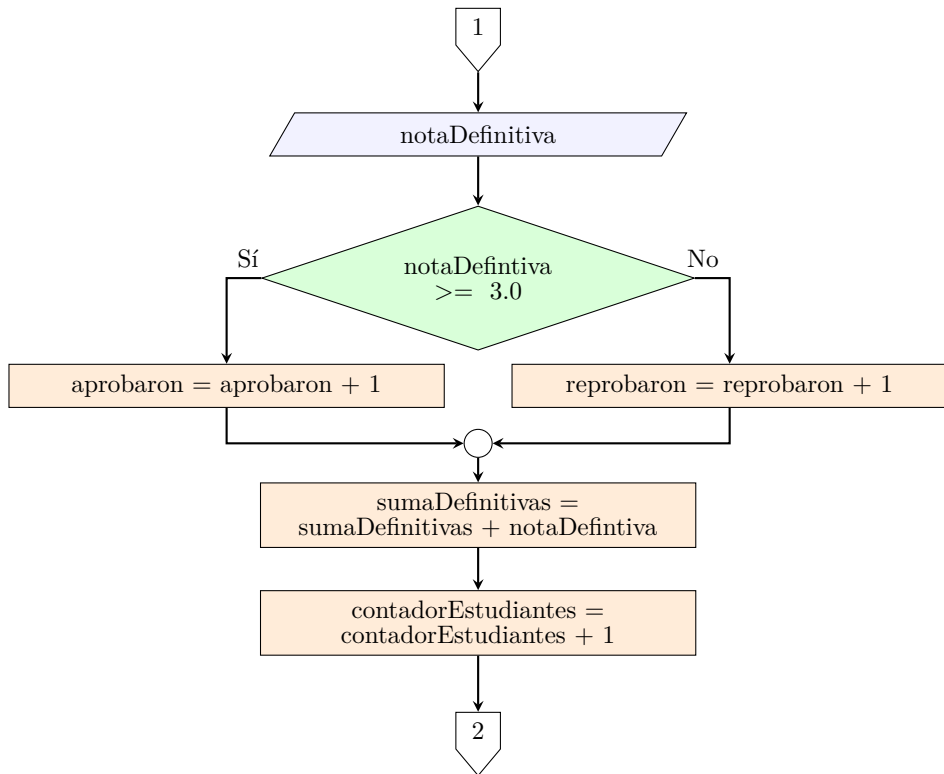 1
notaDefinitiva
Sí
No
notaDefintiva
>= 3.0
aprobaron = aprobaron + 1
reprobaron = reprobaron + 1
sumaDefinitivas =
sumaDefinitivas + notaDefintiva
contadorEstudiantes =
contadorEstudiantes + 1
2